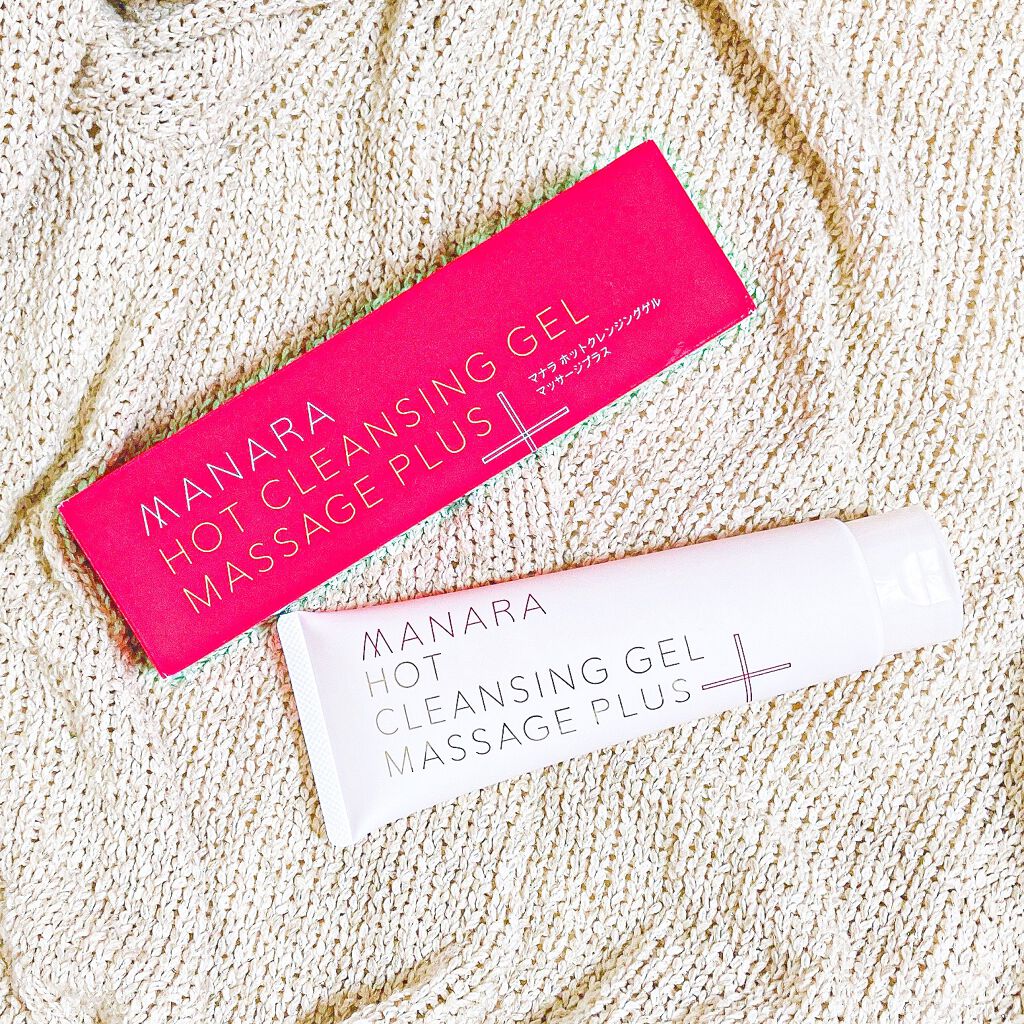 MANARA
HOT CLEANSING GEL
MASSAGE PLUS
マナラ ホットクレンジングゲル
マッサージプラス
MANARA
HOT
CLEANSING GEL
MASSAGE PLUS